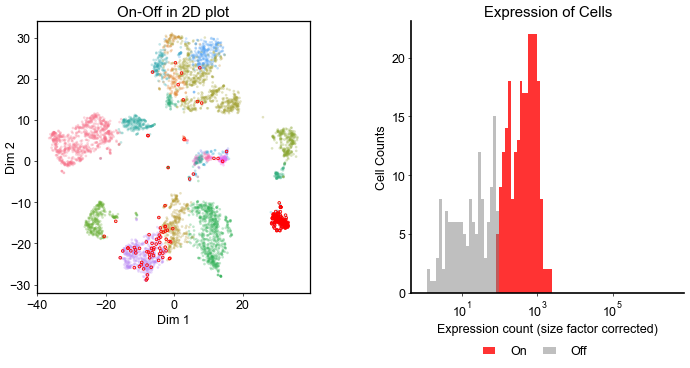 On-Off in 2D plot
Dim 2
30
20
10
0
−10
−20
−30
−40
−20
0
20
Dim 1
Expression of Cells
Cell Counts
20
15
10
5
0
10^1
10^3
10^5
Expression count (size factor corrected)
On
Off